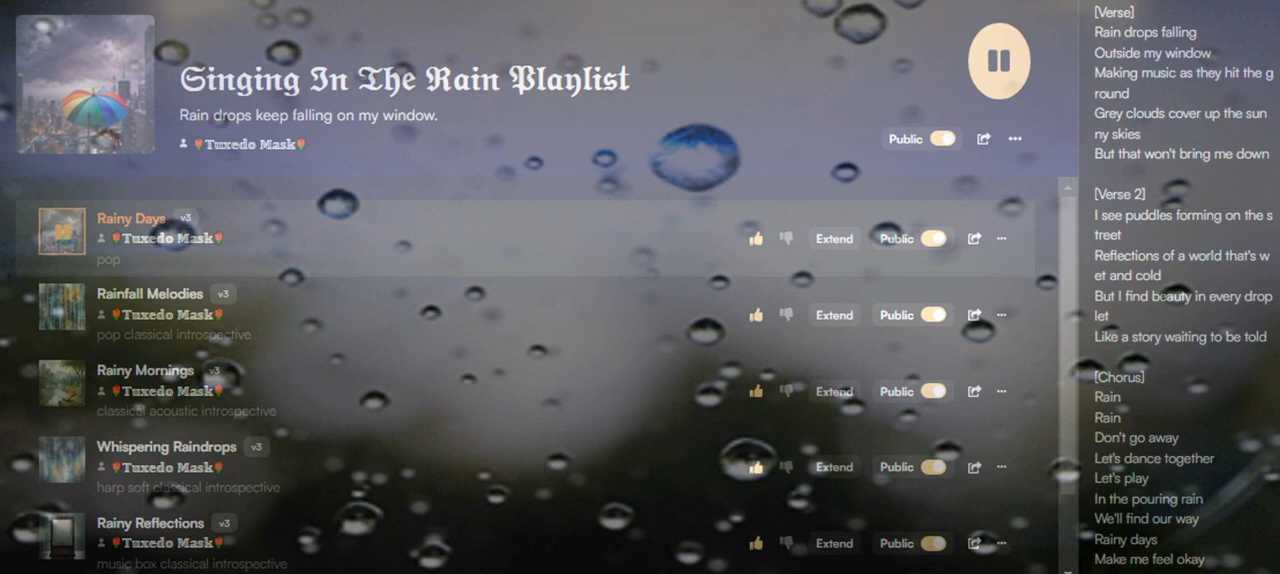 Singing In The Rain Playlist
Rain drops keep falling on my window.
🌹Tuxedo Mask🌹
Public
Rainy Days v3
🌹Tuxedo Mask🌹
pop
Extend Public
Rainfall Melodies v3
🌹Tuxedo Mask🌹
pop classical introspective
Extend Public
Rainy Mornings v3
🌹Tuxedo Mask🌹
classical acoustic introspective
Extend Public
Whispering Raindrops v3
🌹Tuxedo Mask🌹
harp soft classical introspective
Extend Public
Rainy Reflections v3
🌹Tuxedo Mask🌹
music box classical introspective
Extend Public
[Verse]
Rain drops falling
Outside my window
Making music as they hit the g
round
Grey clouds cover up the sun
ny skies
But that won't bring me down
[Verse 2]
I see puddles forming on the s
treet
Reflections of a world that's w
et and cold
But I find beauty in every drop
let
Like a story waiting to be told
[Chorus]
Rain
Rain
Don't go away
Let's dance together
Let's play
In the pouring rain
We'll find our way
Rainy days
Make me feel okay